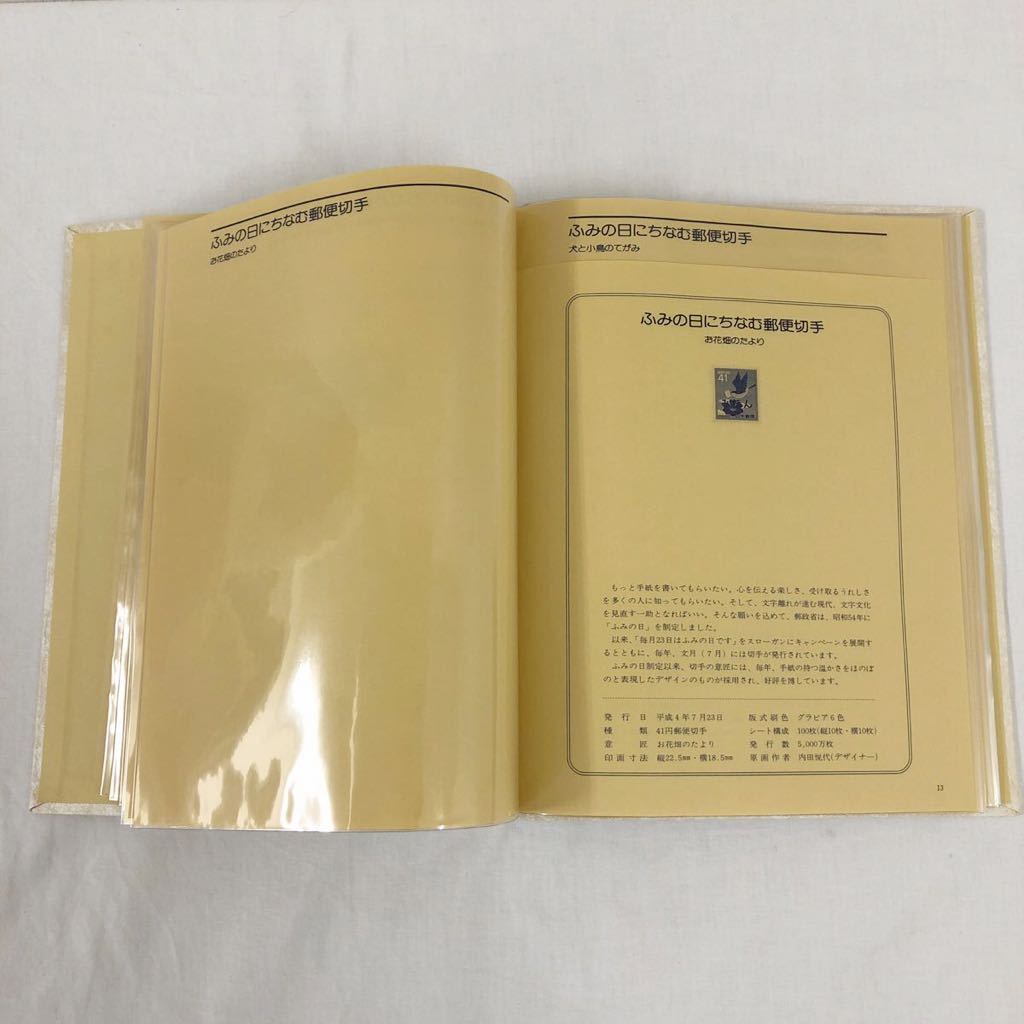 ふみの日にちなむ郵便切手
お花畑のたより
ふみの日にちなむ郵便切手
犬と小鳥のてがみ
ふみの日にちなむ郵便切手
お花畑のたより
41
もっと手紙を書いてもらいたい。心を伝える楽しさ、受け取るうれしさ
を多くの人に知ってもらいたい。そして、文字離れが進む現代、文字文化
を見直す一助となればいい。そんな願いを込めて、郵政省は、昭和54年に
「ふみの日」を制定しました。
以来、「毎月23日はふみの日です」をスローガンにキャンペーンを展開す
るとともに、毎年、文月(7月)には切手が発行されています。
ふみの日制定以来、切手の意匠には、毎年、手紙の持つ温かさをほのぼ
のと表現したデザインのものが採用され、好評を博しています。
発行日 平成4年7月23日 版式刷色 グラビア6色
種類 41円郵便切手 シート構成 100枚(縦10枚・横10枚)
意匠 お花畑のたより 発行数 5,000万枚
印面寸法 縦22.5mm・横18.5mm 原画作者 内田悦代(デザイナー)
13